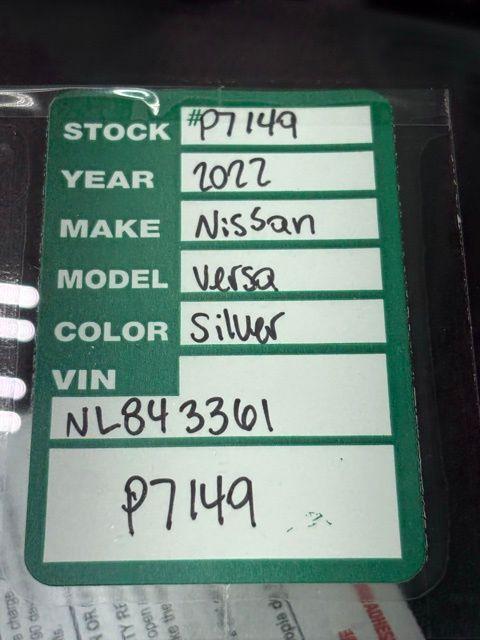 STOCK #P7149
YEAR 2022
MAKE Nissan
MODEL Versa
COLOR Silver
VIN
NL843361
P7149